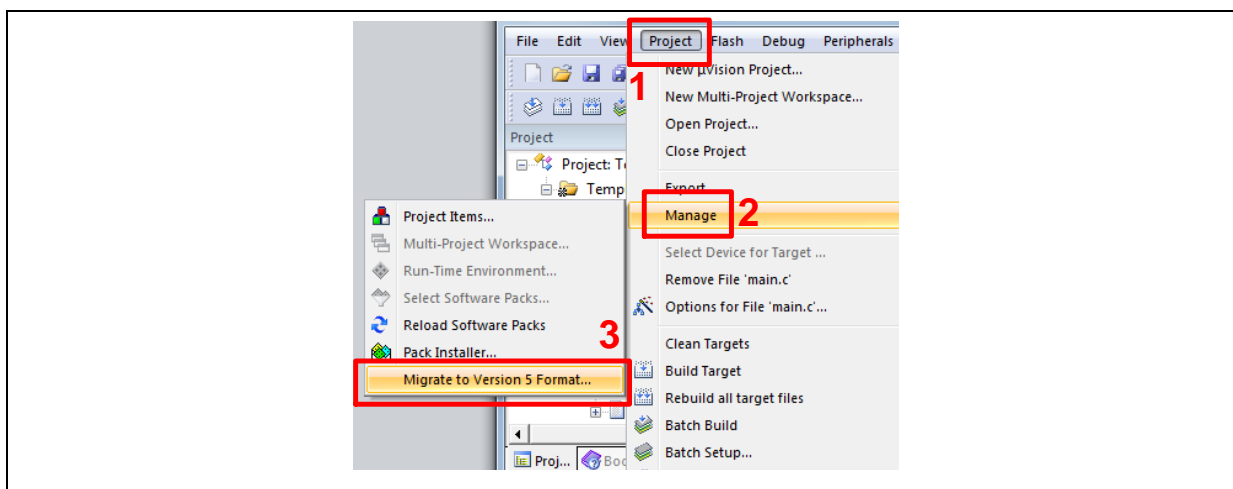 File Edit View Project Flash Debug Peripherals
1
New µVision Project...
New Multi-Project Workspace...
Open Project...
Close Project
Export
Manage 2
Select Device for Target ...
Remove File 'main.c'
Options for File 'main.c'...
Clean Targets
Build Target
Rebuild all target files
Batch Build
Batch Setup...
Project
Project: T
Temp
Project Items...
Multi-Project Workspace...
Run-Time Environment...
Select Software Packs...
Reload Software Packs
3
Pack Installer...
Migrate to Version 5 Format...
Proj... Boo